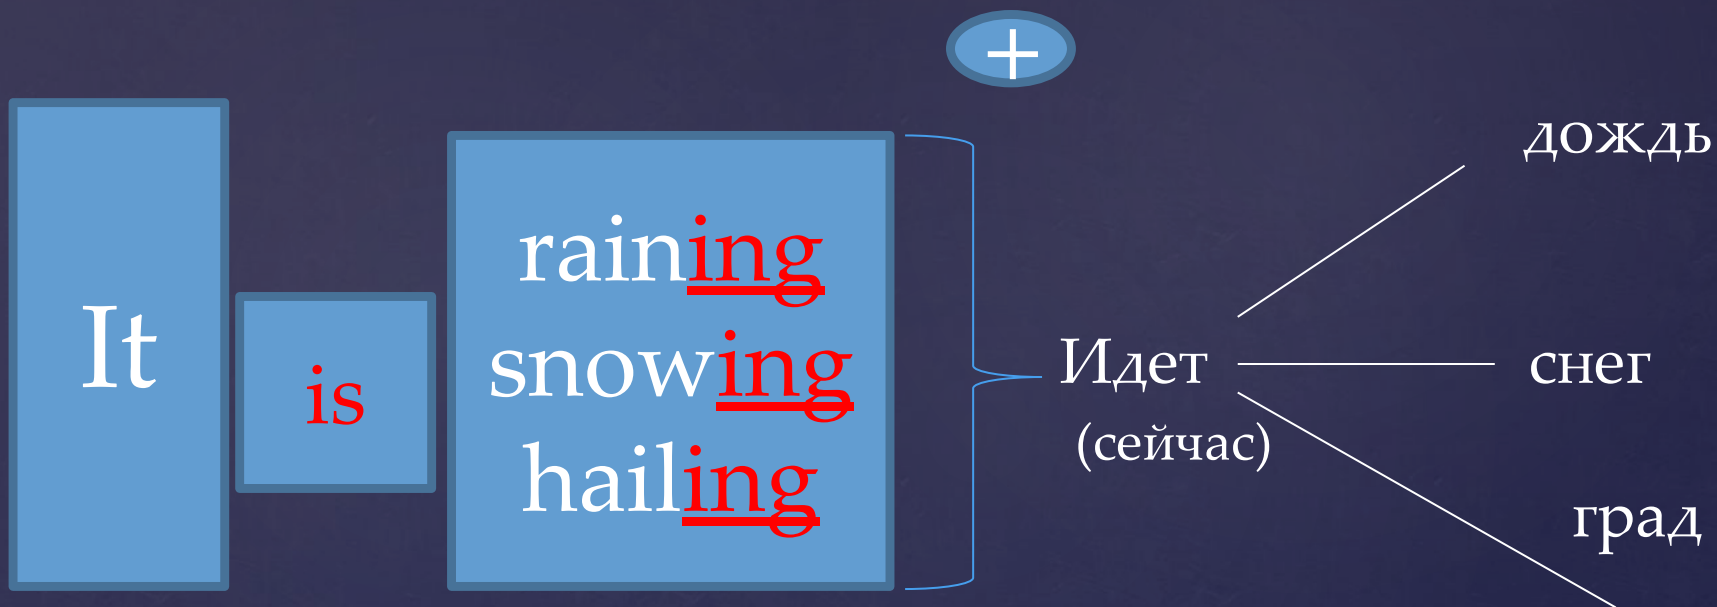 +
It
is
raining
snowing
hailing
Идет
(сейчас)
дождь
снег
град